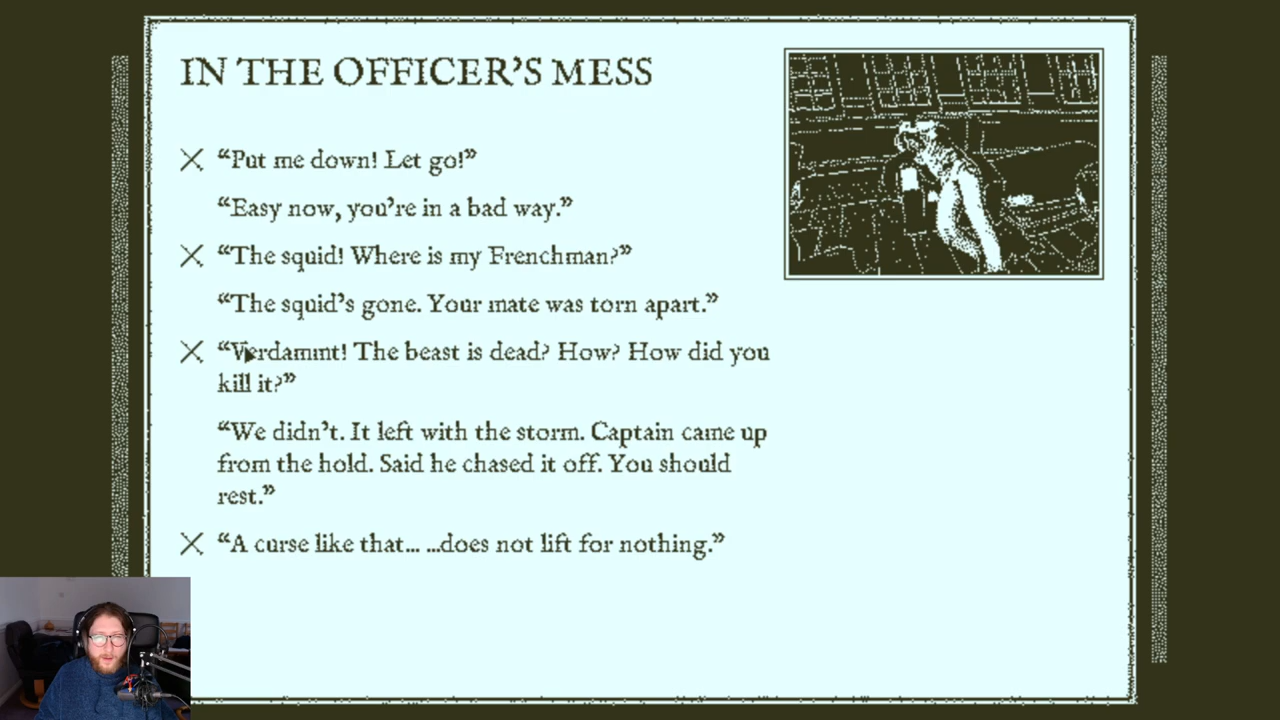 IN THE OFFICER'S MESS
"Put me down! Let go!"
"Easy now, you're in a bad way."
"The squid! Where is my Frenchman?"
"The squid's gone. Your mate was torn apart."
"Verdammt! The beast is dead? How? How did you
kill it?"
"We didn't. It left with the storm. Captain came up
from the hold. Said he chased it off. You should
rest."
"A curse like that... ...does not lift for nothing."